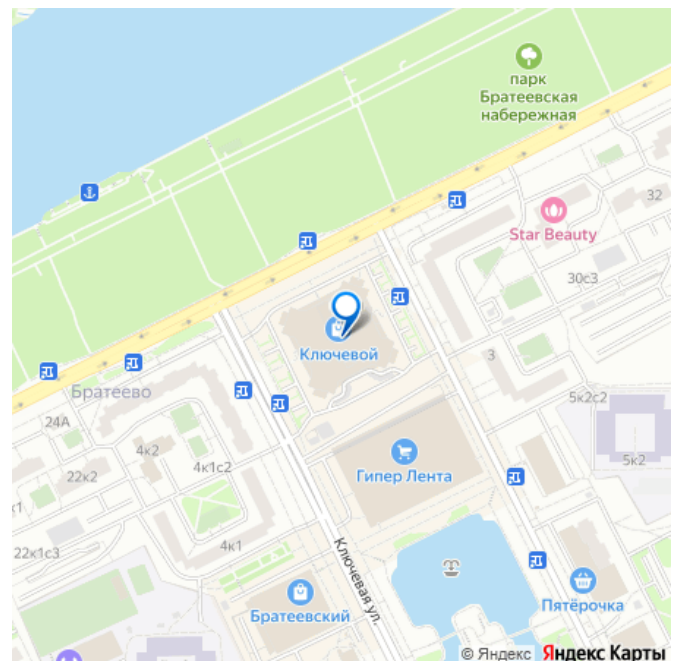 парк
Братеевская
набережная
32
Star Beauty
30с3
Ключевой
3
Братеево
24А
4к2
4к1с2
22к2
к1
5к2с2
5к2
Гипер Лента
22к1с3
4к1
Ключевая ул.
Братеевский
Пятёрочка
© Яндекс Яндекс Карты